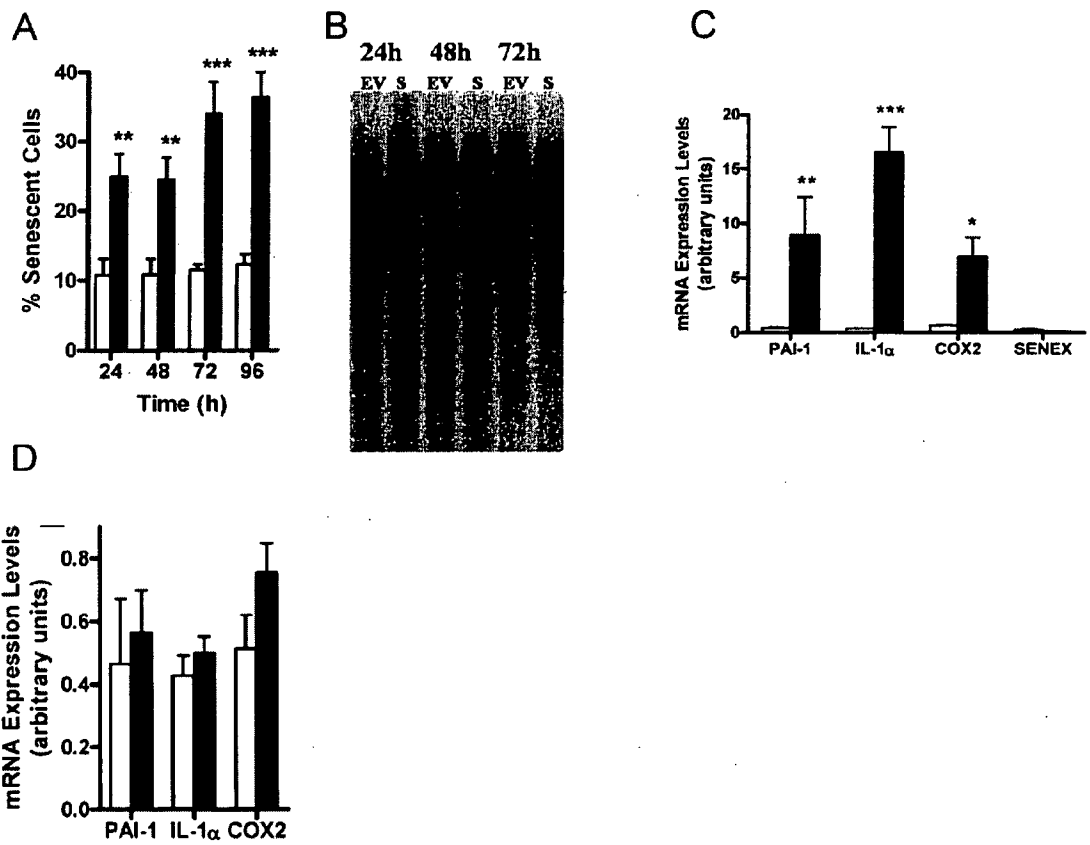 A
% Senescent Cells
40
30
20
10
0
** ** *** ***
24 48 72 96
Time (h)
B
24h 48h 72h
EV S EV S EV S
C
mRNA Expression Levels
(arbitrary units)
20
15
10
5
0
** *** *
PAI-1 IL-1α COX2 SENEX
D
mRNA Expression Levels
(arbitrary units)
0.8
0.6
0.4
0.2
0.0
PAI-1 IL-1α COX2